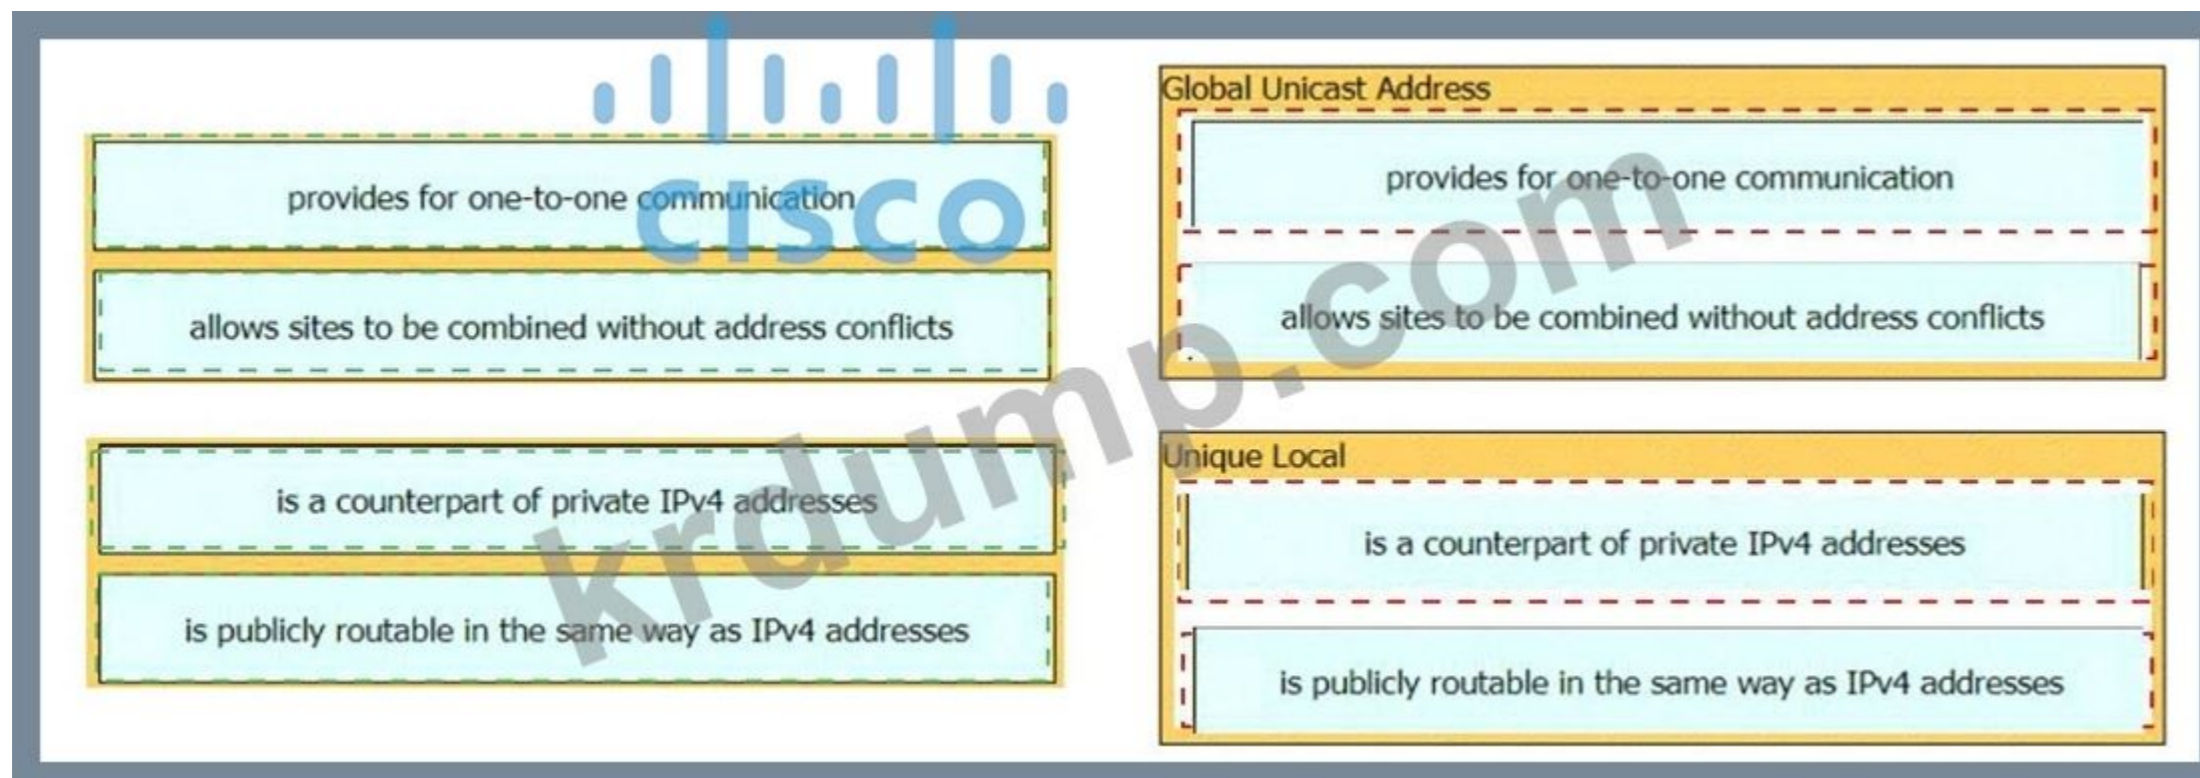 CISCO
provides for one-to-one communication
allows sites to be combined without address conflicts
is a counterpart of private IPv4 addresses
is publicly routable in the same way as IPv4 addresses
Global Unicast Address
provides for one-to-one communication
allows sites to be combined without address conflicts
Unique Local
is a counterpart of private IPv4 addresses
is publicly routable in the same way as IPv4 addresses
krdump.com